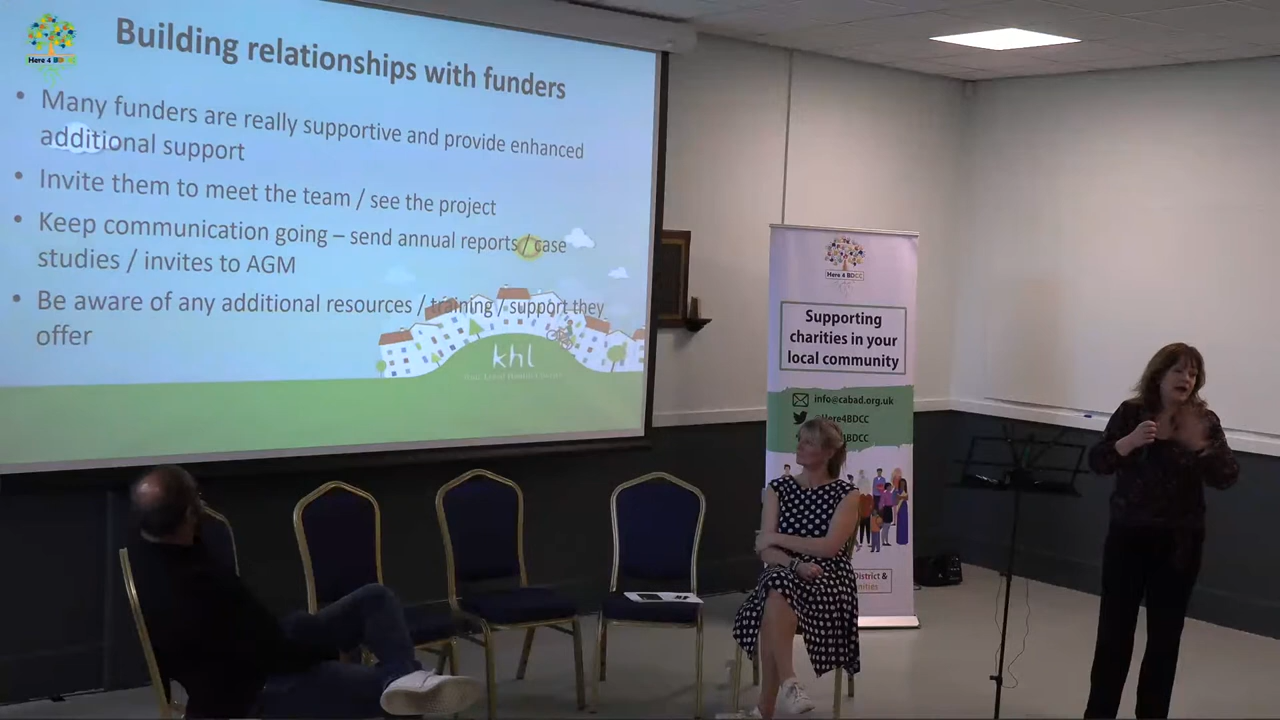 Here 4 BDCC
Building relationships with funders
• Many funders are really supportive and provide enhanced
additional support
• Invite them to meet the team / see the project
• Keep communication going – send annual reports / case
studies / invites to AGM
• Be aware of any additional resources / training / support they
offer
khl
Here 4 BDCC
Supporting
charities in your
local community
info@cabad.org.uk
@Here4BDCC
4BDCC
District &